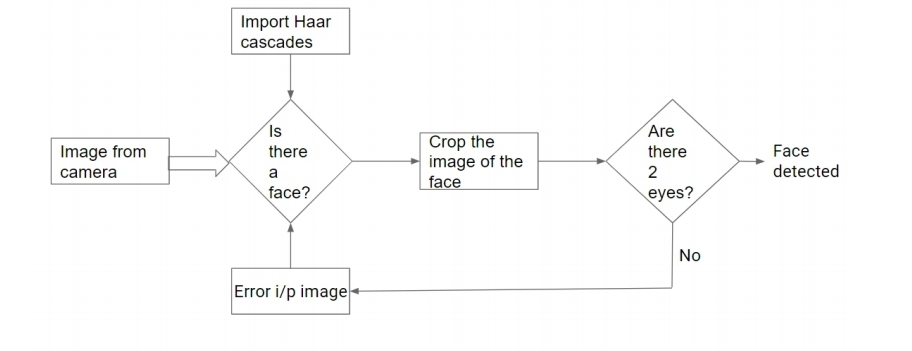 Import Haar
cascades
Image from
camera
Is
there
a
face?
Crop the
image of the
face
Are
there
2
eyes?
Face
detected
No
Error i/p image